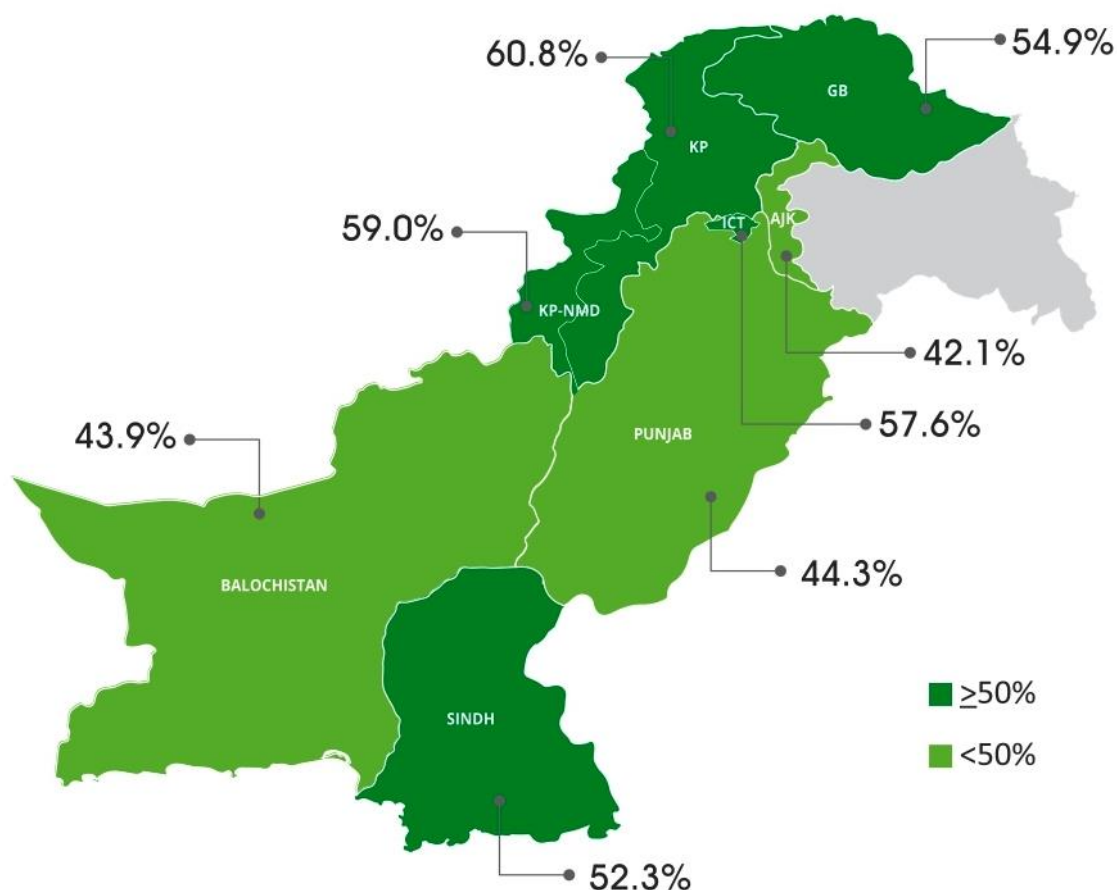 60.8%
54.9%
GB
KP
59.0%
ICT
AJK
KP-NMD
42.1%
43.9%
57.6%
PUNJAB
44.3%
BALOCHISTAN
≥50%
SINDH
<50%
52.3%